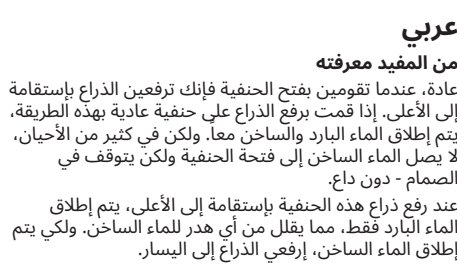 عربي
من المفيد معرفته
عادة، عندما تقومين بفتح الحنفية فإنك ترفعين الذراع بإستقامة
إلى الأعلى. إذا قمت برفع الذراع على حنفية عادية بهذه الطريقة،
يتم إطلاق الماء البارد والساخن معاً. ولكن في كثير من الأحيان،
لا يصل الماء الساخن إلى فتحة الحنفية ولكن يتوقف في
الصمام - دون داع.
عند رفع ذراع هذه الحنفية بإستقامة إلى الأعلى، يتم إطلاق
الماء البارد فقط، مما يقلل من أي هدر للماء الساخن. ولكي يتم
إطلاق الماء الساخن، إرفعي الذراع إلى اليسار.